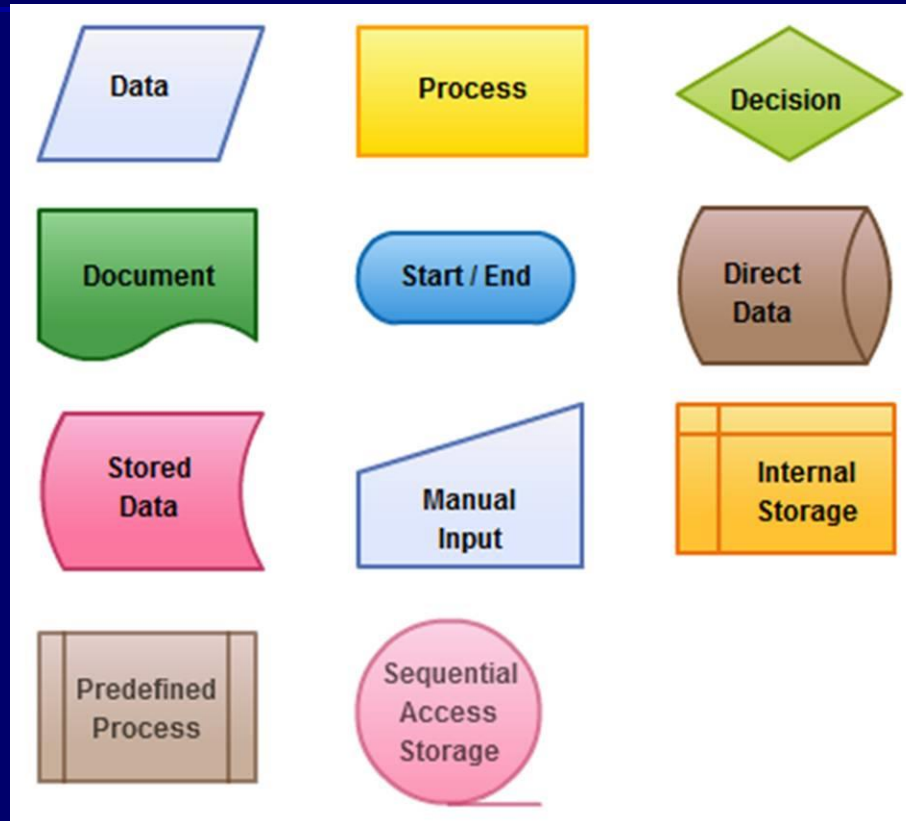 Data
Process
Decision
Document
Start / End
Direct
Data
Stored
Data
Manual
Input
Internal
Storage
Predefined
Process
Sequential
Access
Storage